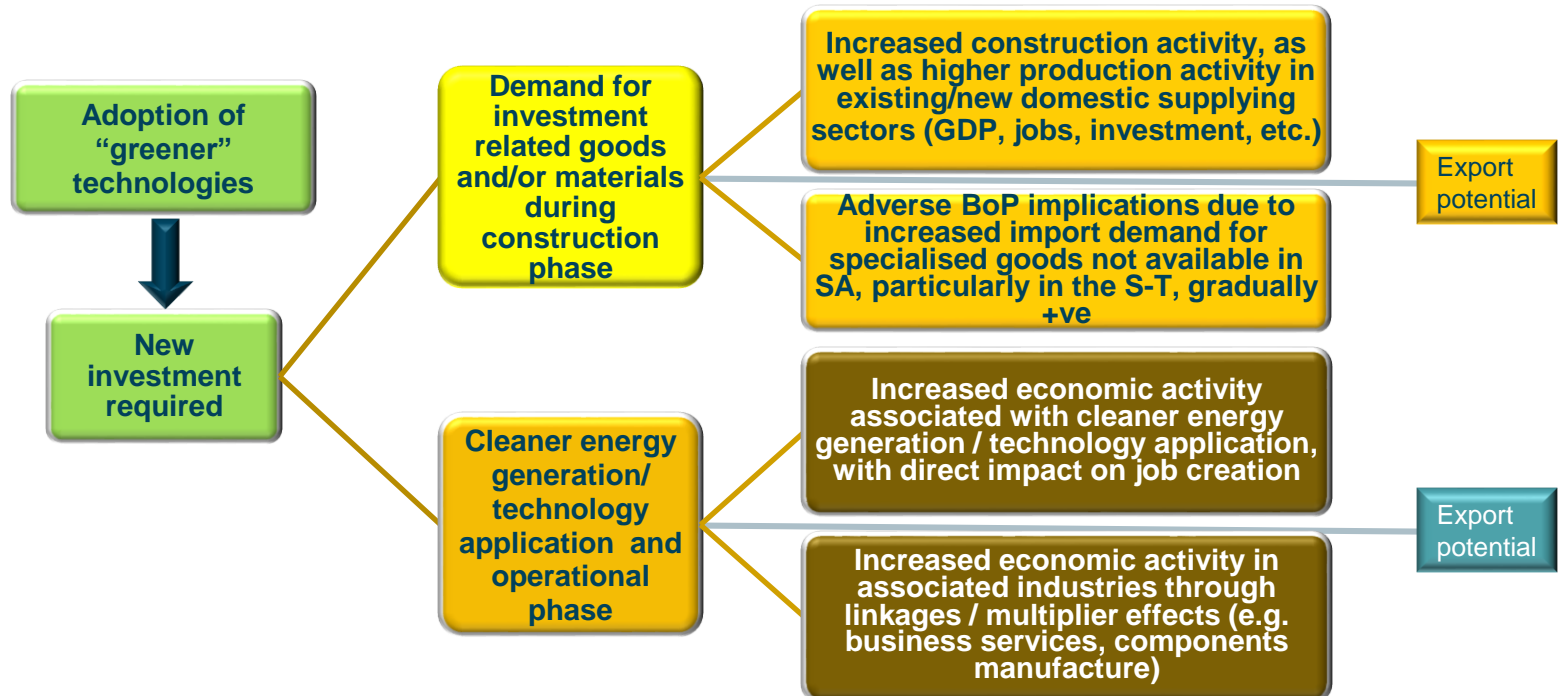 Adoption of
“greener”
technologies
New
investment
required
Demand for
investment
related goods
and/or materials
during
construction
phase
Increased construction activity, as
well as higher production activity in
existing/new domestic supplying
sectors (GDP, jobs, investment, etc.)
Adverse BoP implications due to
increased import demand for
specialised goods not available in
SA, particularly in the S-T, gradually
+ve
Export
potential
Cleaner energy
generation/
technology
application and
operational
phase
Increased economic activity
associated with cleaner energy
generation / technology application,
with direct impact on job creation
Increased economic activity in
associated industries through
linkages / multiplier effects (e.g.
business services, components
manufacture)
Export
potential